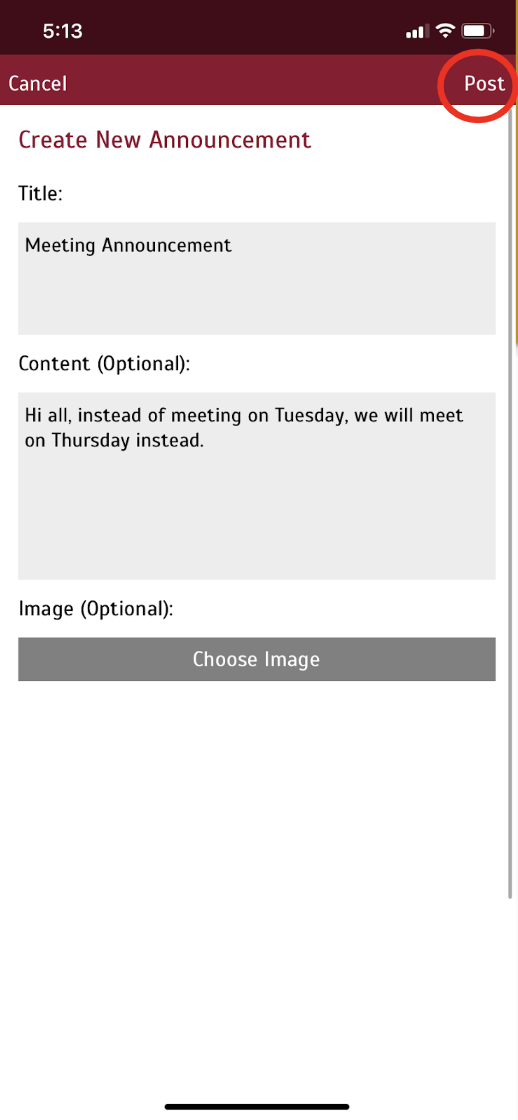 5:13
Cancel
Post
Create New Announcement
Title:
Meeting Announcement
Content (Optional):
Hi all, instead of meeting on Tuesday, we will meet
on Thursday instead.
Image (Optional):
Choose Image